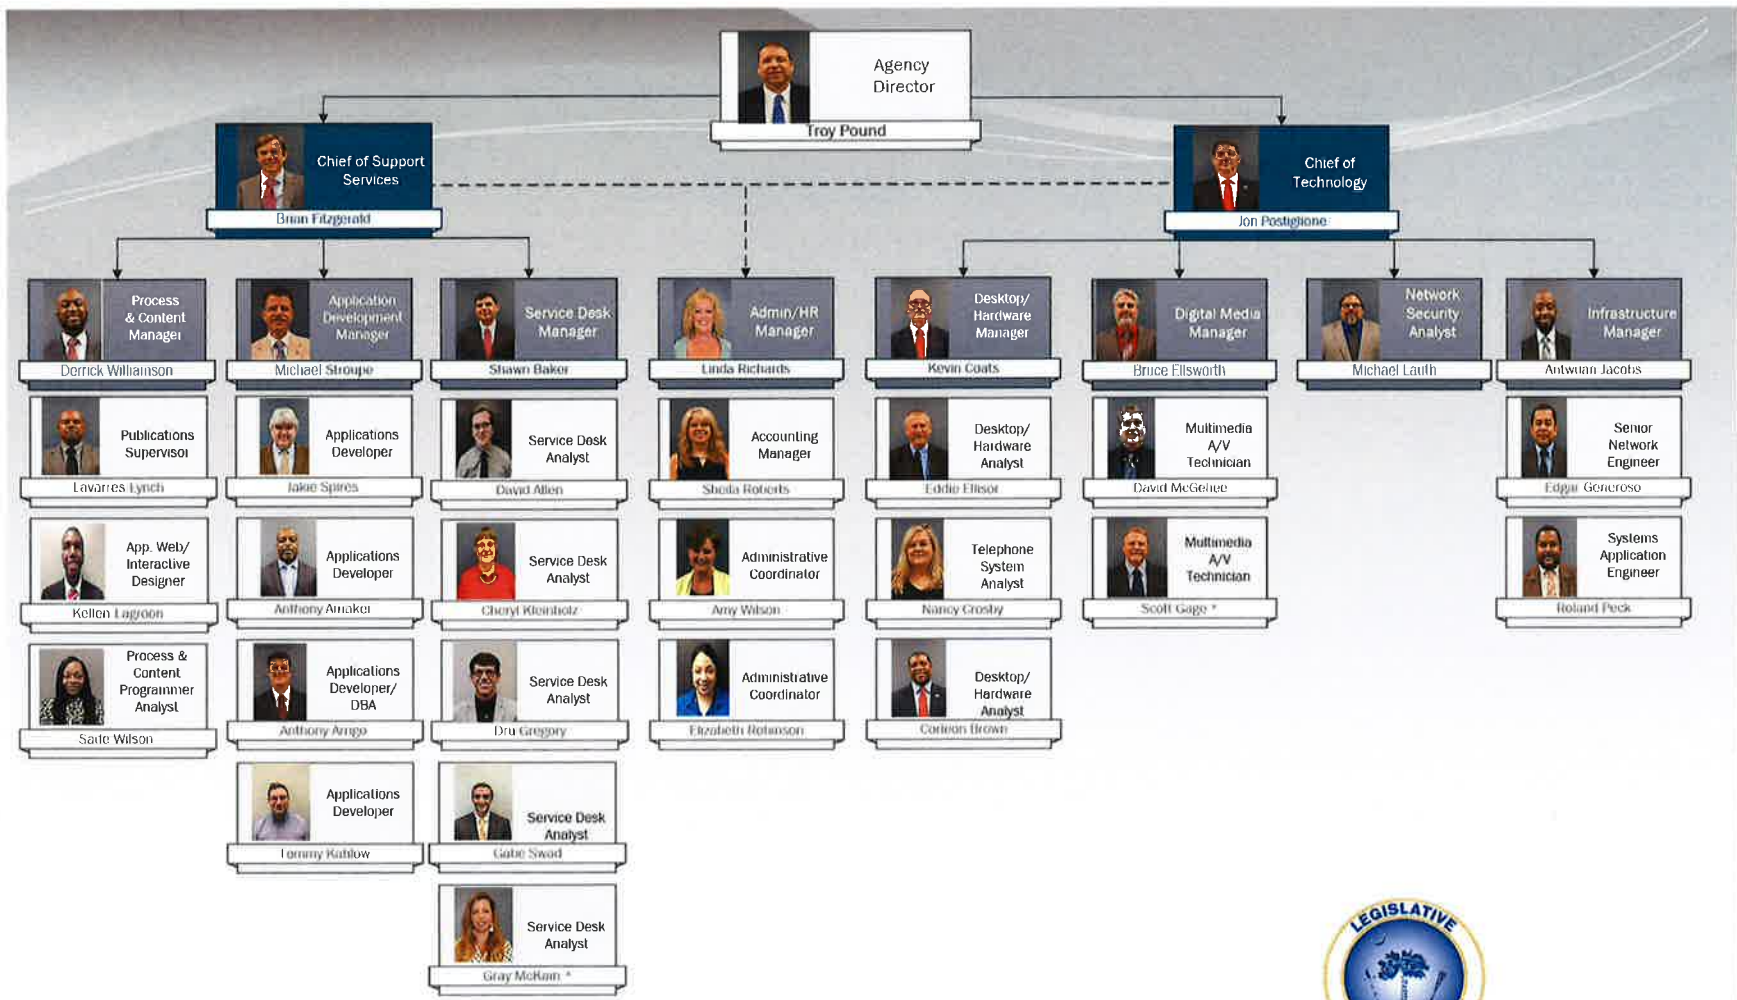 Agency
Director
Troy Pound
Chief of Support
Services
Brian Fitzgerald
Chief of
Technology
Jon Postiglione
Process
& Content
Manager
Derrick Williamson
Application
Development
Manager
Michael Stroupe
Service Desk
Manager
Shawn Baker
Admin/HR
Manager
Linda Richards
Desktop/
Hardware
Manager
Kevin Coats
Digital Media
Manager
Bruce Ellsworth
Network
Security
Analyst
Michael Lauth
Infrastructure
Manager
Antwuan Jacobs
Publications
Supervisor
Lavarres Lynch
Applications
Developer
Jakie Spires
Service Desk
Analyst
David Allen
Accounting
Manager
Sheila Roberts
Desktop/
Hardware
Analyst
Eddie Ellisor
Multimedia
A/V
Technician
David McGehee
Senior
Network
Engineer
Edgar Generoso
App. Web/
Interactive
Designer
Kellen Lagroon
Applications
Developer
Anthony Amaker
Service Desk
Analyst
Cheryl Kleinholz
Administrative
Coordinator
Amy Wilson
Telephone
System
Analyst
Nancy Crosby
Multimedia
A/V
Technician
Scott Gage *
Systems
Application
Engineer
Roland Peck
Process &
Content
Programmer
Analyst
Sade Wilson
Applications
Developer/
DBA
Anthony Arrigo
Service Desk
Analyst
Dru Gregory
Administrative
Coordinator
Elizabeth Robinson
Desktop/
Hardware
Analyst
Brown
Applications
Developer
Tommy
Service Desk
Analyst
Gabe Swad
Service Desk
Analyst
Gray McKain *
LEGISLATIVE